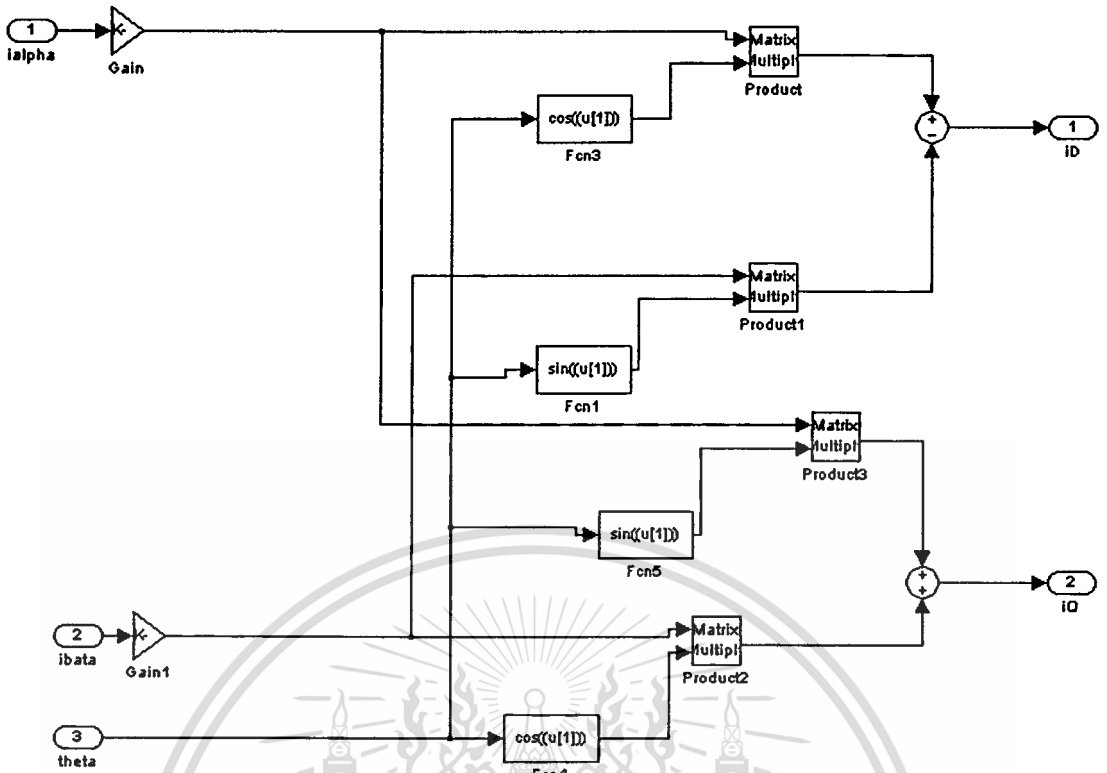 1
ialpha
Gain
Matrix
Multipl
Product
cos((u[1]))
Fcn3
+
−
1
iD
Matrix
Multipl
Product1
sin((u[1]))
Fcn1
Matrix
Multipl
Product3
sin((u[1]))
Fcn5
+
+
2
iQ
2
ibata
Gain1
Matrix
Multipl
Product2
3
theta
cos((u[1]))